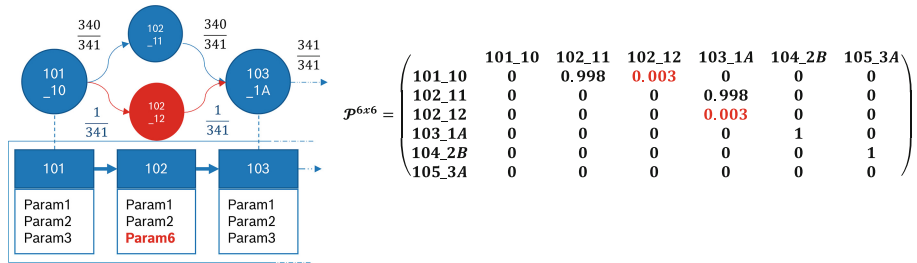 340
341
102
_11
340
341
341
341
101
_10
103
_1A
1
341
102
_12
1
341
101
102
103
Param1
Param2
Param3
Param1
Param2
Param6
Param1
Param2
Param3
𝒫^6x6 =
101_10 102_11 102_12 103_1A 104_2B 105_3A
101_10 0 0.998 0.003 0 0 0
102_11 0 0 0 0.998 0 0
102_12 0 0 0 0.003 0 0
103_1A 0 0 0 0 1 0
104_2B 0 0 0 0 0 1
105_3A 0 0 0 0 0 0